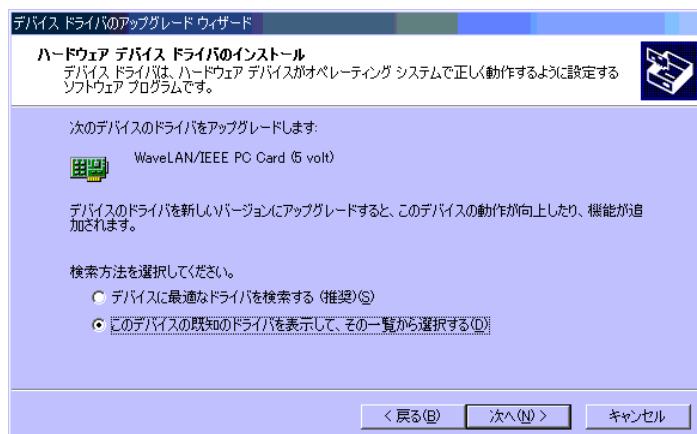 デバイス ドライバのアップグレード ウィザード
ハードウェア デバイス ドライバのインストール
デバイス ドライバは、ハードウェア デバイスがオペレーティング システムで正しく動作するように設定する
ソフトウェア プログラムです。
次のデバイスのドライバをアップグレードします:
WaveLAN/IEEE PC Card (5 volt)
デバイスのドライバを新しいバージョンにアップグレードすると、このデバイスの動作が向上したり、機能が追
加されます。
検索方法を選択してください。
デバイスに最適なドライバを検索する (推奨)(S)
このデバイスの既知のドライバを表示して、その一覧から選択する(D)
< 戻る(B) 次へ(N) > キャンセル